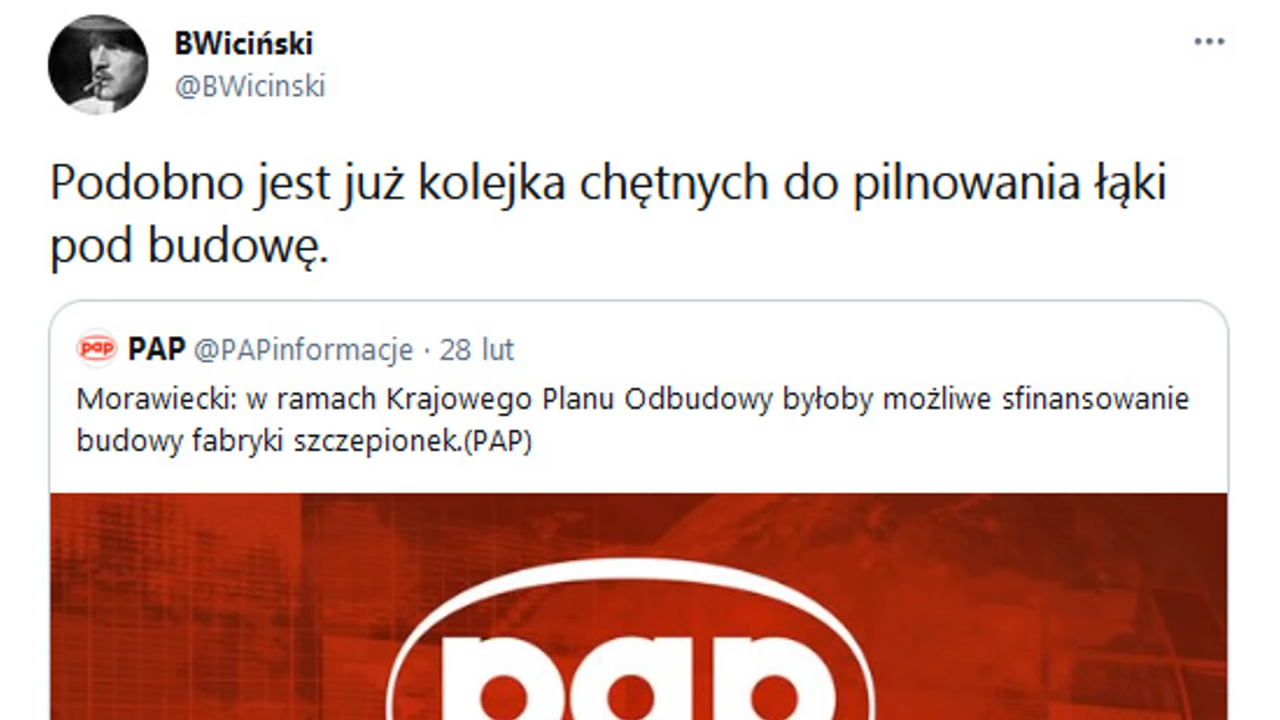 BWiciński
@BWicinski
Podobno jest już kolejka chętnych do pilnowania łąki
pod budowę.
pap PAP @PAPinformacje · 28 lut
Morawiecki: w ramach Krajowego Planu Odbudowy byłoby możliwe sfinansowanie
budowy fabryki szczepionek.(PAP)
pap